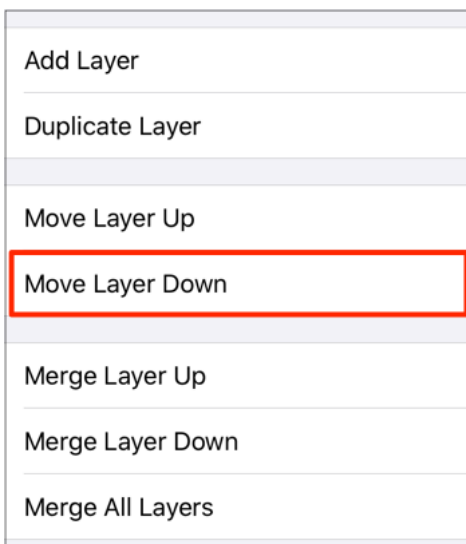 Add Layer
Duplicate Layer
Move Layer Up
Move Layer Down
Merge Layer Up
Merge Layer Down
Merge All Layers